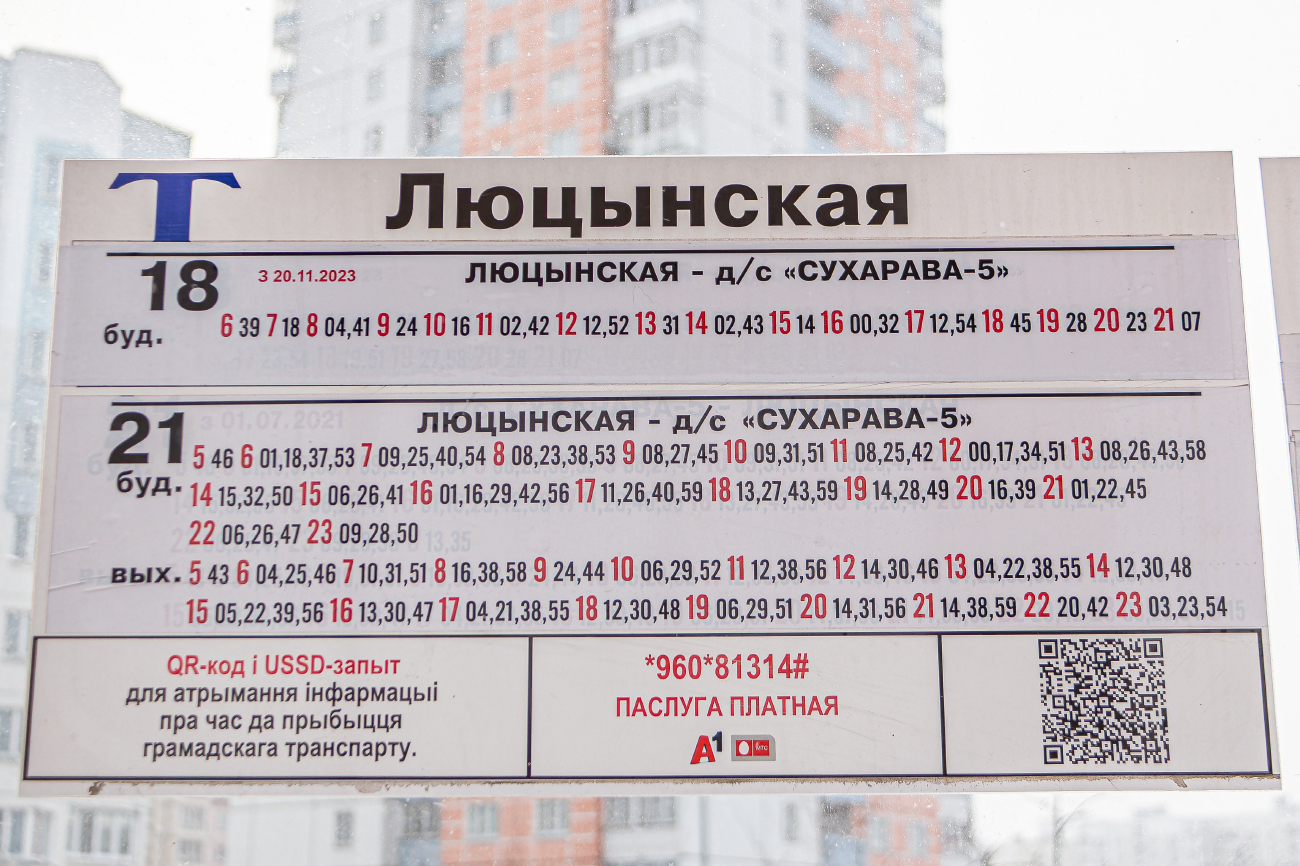 Т Люцынская
18 З 20.11.2023 ЛЮЦЫНСКАЯ - д/с «СУХАРАВА-5»
буд. 6 39 7 18 8 04,41 9 24 10 16 11 02,42 12 12,52 13 31 14 02,43 15 14 16 00,32 17 12,54 18 45 19 28 20 23 21 07
21 ЛЮЦЫНСКАЯ - д/с «СУХАРАВА-5»
буд. 5 46 6 01,18,37,53 7 09,25,40,54 8 08,23,38,53 9 08,27,45 10 09,31,51 11 08,25,42 12 00,17,34,51 13 08,26,43,58
14 15,32,50 15 06,26,41 16 01,16,29,42,56 17 11,26,40,59 18 13,27,43,59 19 14,28,49 20 16,39 21 01,22,45
22 06,26,47 23 09,28,50
вых. 5 43 6 04,25,46 7 10,31,51 8 16,38,58 9 24,44 10 06,29,52 11 12,38,56 12 14,30,46 13 04,22,38,55 14 12,30,48
15 05,22,39,56 16 13,30,47 17 04,21,38,55 18 12,30,48 19 06,29,51 20 14,31,56 21 14,38,59 22 20,42 23 03,23,54
QR-код і USSD-запыт
для атрымання інфармацыі
пра час да прыбыцця
грамадскага транспарту.
*960*81314#
ПАСЛУГА ПЛАТНАЯ
А1 МТС